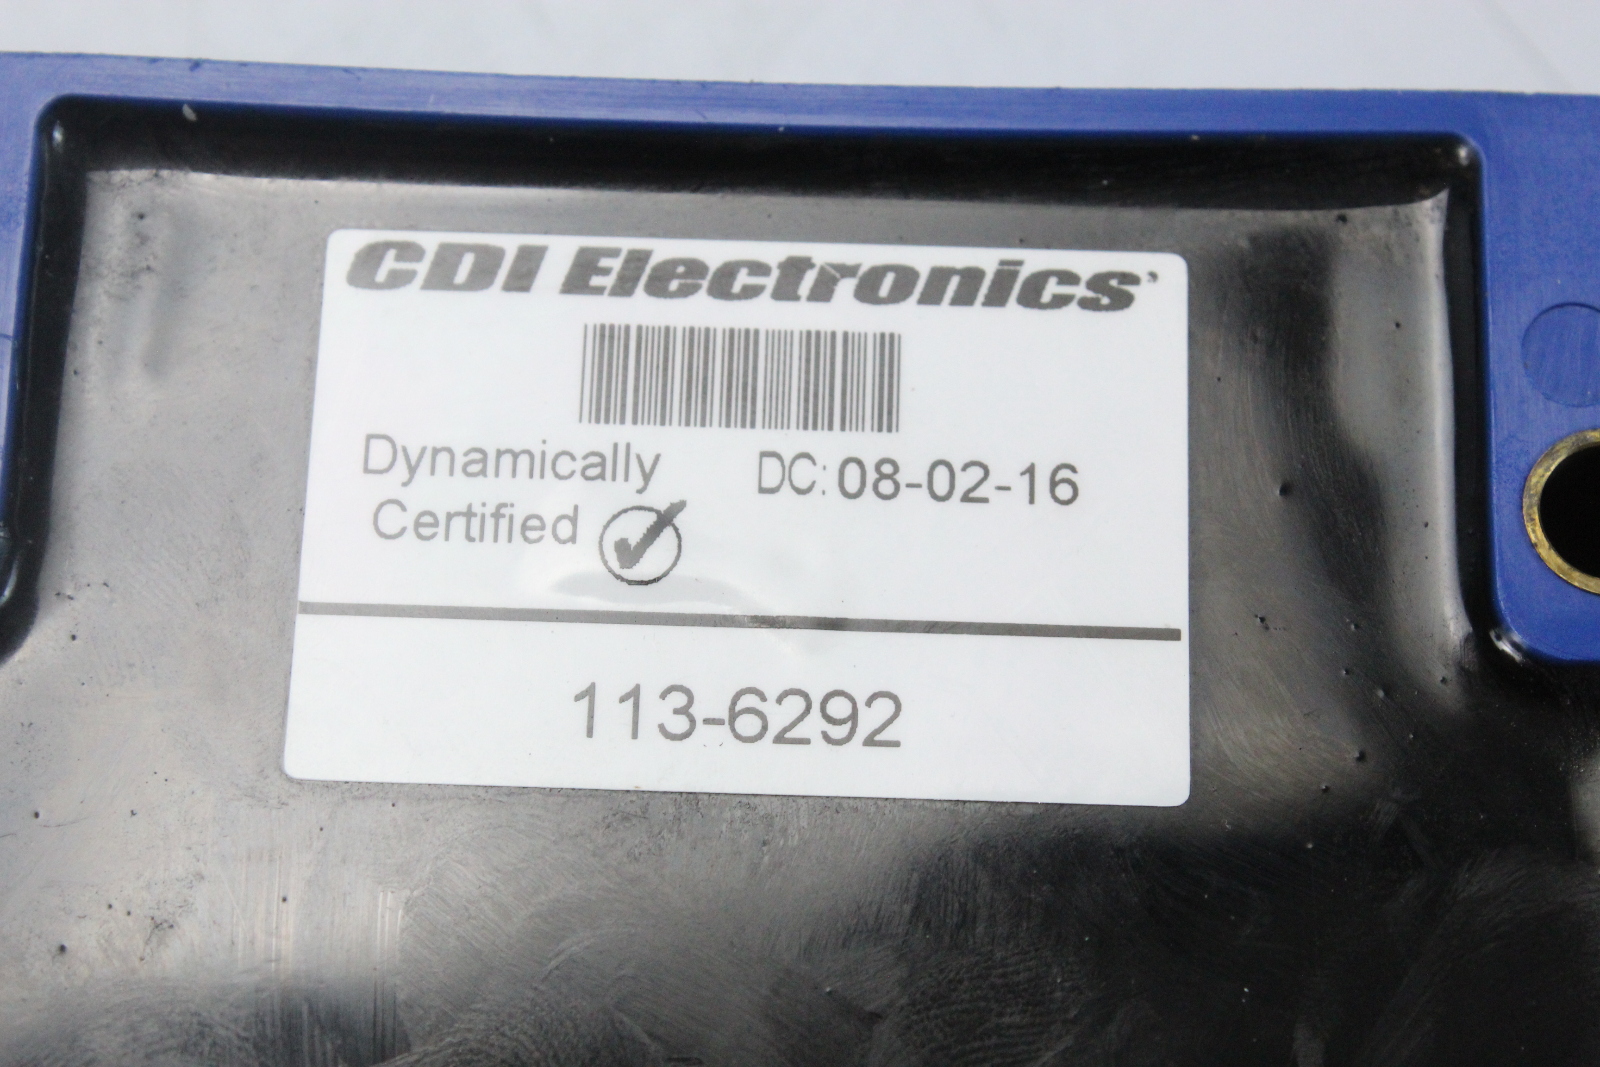 CDI Electronics
Dynamically
Certified
DC: 08-02-16
113-6292